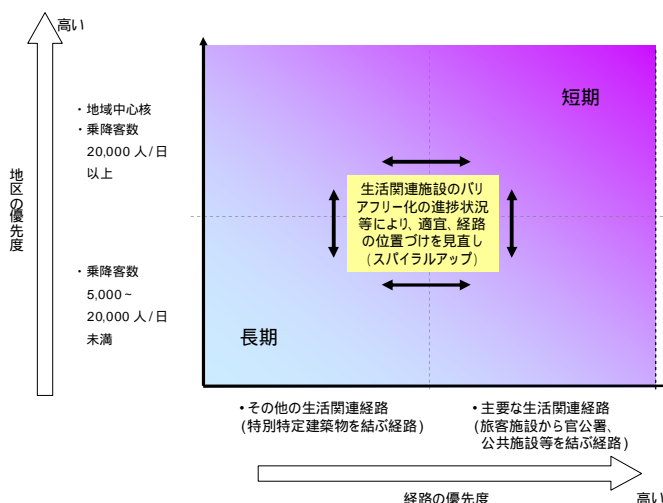 高い
地区の優先度
・地域中心核
・乗降客数
20,000 人/日
以上
・乗降客数
5,000~
20,000 人/日
未満
短期
生活関連施設のバリ
アフリー化の進捗状況
等により、適宜、経路
の位置づけを見直し
(スパイラルアップ)
長期
・その他の生活関連経路
(特別特定建築物を結ぶ経路)
・主要な生活関連経路
(旅客施設から官公署、
公共施設等を結ぶ経路)
経路の優先度
高い